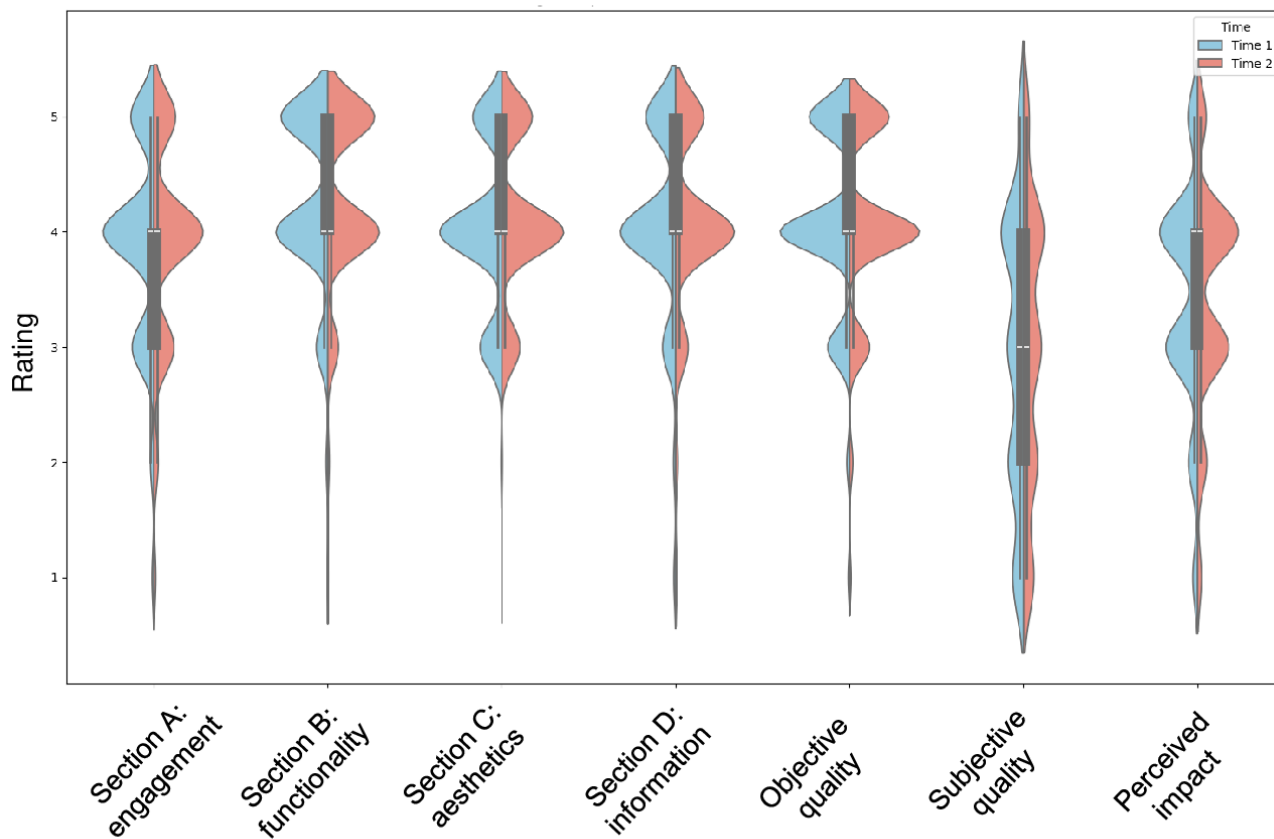 Time
Time 1
Time 2
Rating
5
4
3
2
1
Section A:
engagement
Section B:
functionality
Section C:
aesthetics
Section D:
information
Objective
quality
Subjective
quality
Perceived
impact